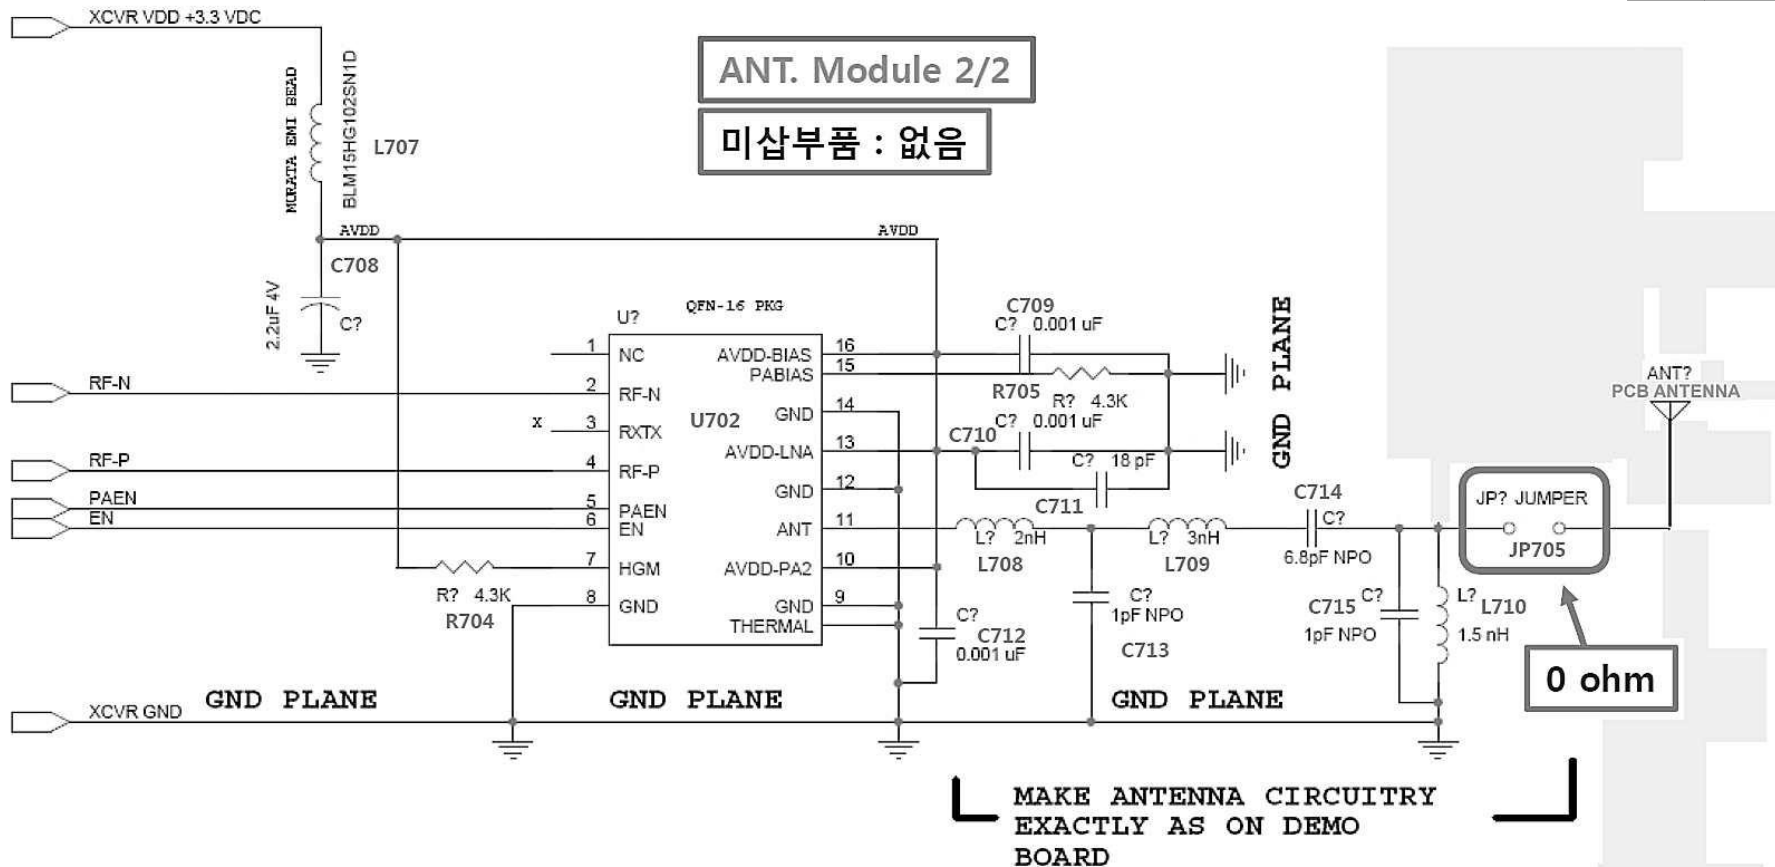 XCVR VDD +3.3 VDC
ANT. Module 2/2
미삽부품 : 없음
MURATA EMI BEAD
BLM15HG102SN1D
L707
AVDD
AVDD
C708
2.2uF 4V
C?
U?
QFN-16 PKG
C709
C? 0.001 uF
1 NC
AVDD-BIAS 16
PABIAS 15
R705
R? 4.3K
RF-N
2 RF-N
U702
GND 14
C? 0.001 uF
x 3 RXTX
C710
AVDD-LNA 13
C? 18 pF
RF-P
4 RF-P
GND 12
C711
GND PLANE
ANT?
PCB ANTENNA
PAEN
5 PAEN
EN
6 EN
ANT 11
L? 2nH
L708
L? 3nH
L709
C714
C?
6.8pF NPO
JP? JUMPER
JP705
7 HGM
AVDD-PA2 10
R? 4.3K
R704
8 GND
GND 9
THERMAL
C?
C712
0.001 uF
C?
1pF NPO
C713
C?
C715
1pF NPO
L?
L710
1.5 nH
0 ohm
XCVR GND
GND PLANE
GND PLANE
GND PLANE
MAKE ANTENNA CIRCUITRY
EXACTLY AS ON DEMO
BOARD